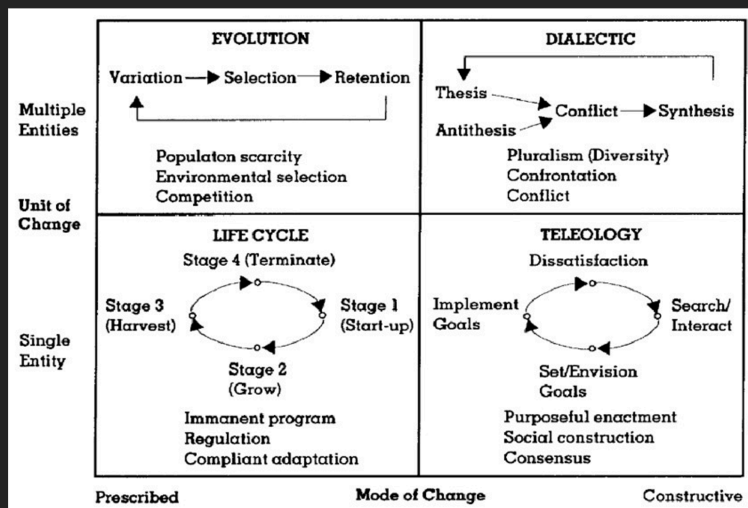 EVOLUTION
Variation Selection Retention
Populaton scarcity
Environmental selection
Competition
DIALECTIC
Thesis
Antithesis
Conflict Synthesis
Pluralism (Diversity)
Confrontation
Conflict
Multiple
Entities
Unit of
Change
Single
Entity
LIFE CYCLE
Stage 4 (Terminate)
Stage 3
(Harvest)
Stage 1
(Start-up)
Stage 2
(Grow)
Immanent program
Regulation
Compliant adaptation
TELEOLOGY
Dissatisfaction
Implement
Goals
Search/
Interact
Set/Envision
Goals
Purposeful enactment
Social construction
Consensus
Prescribed Mode of Change Constructive